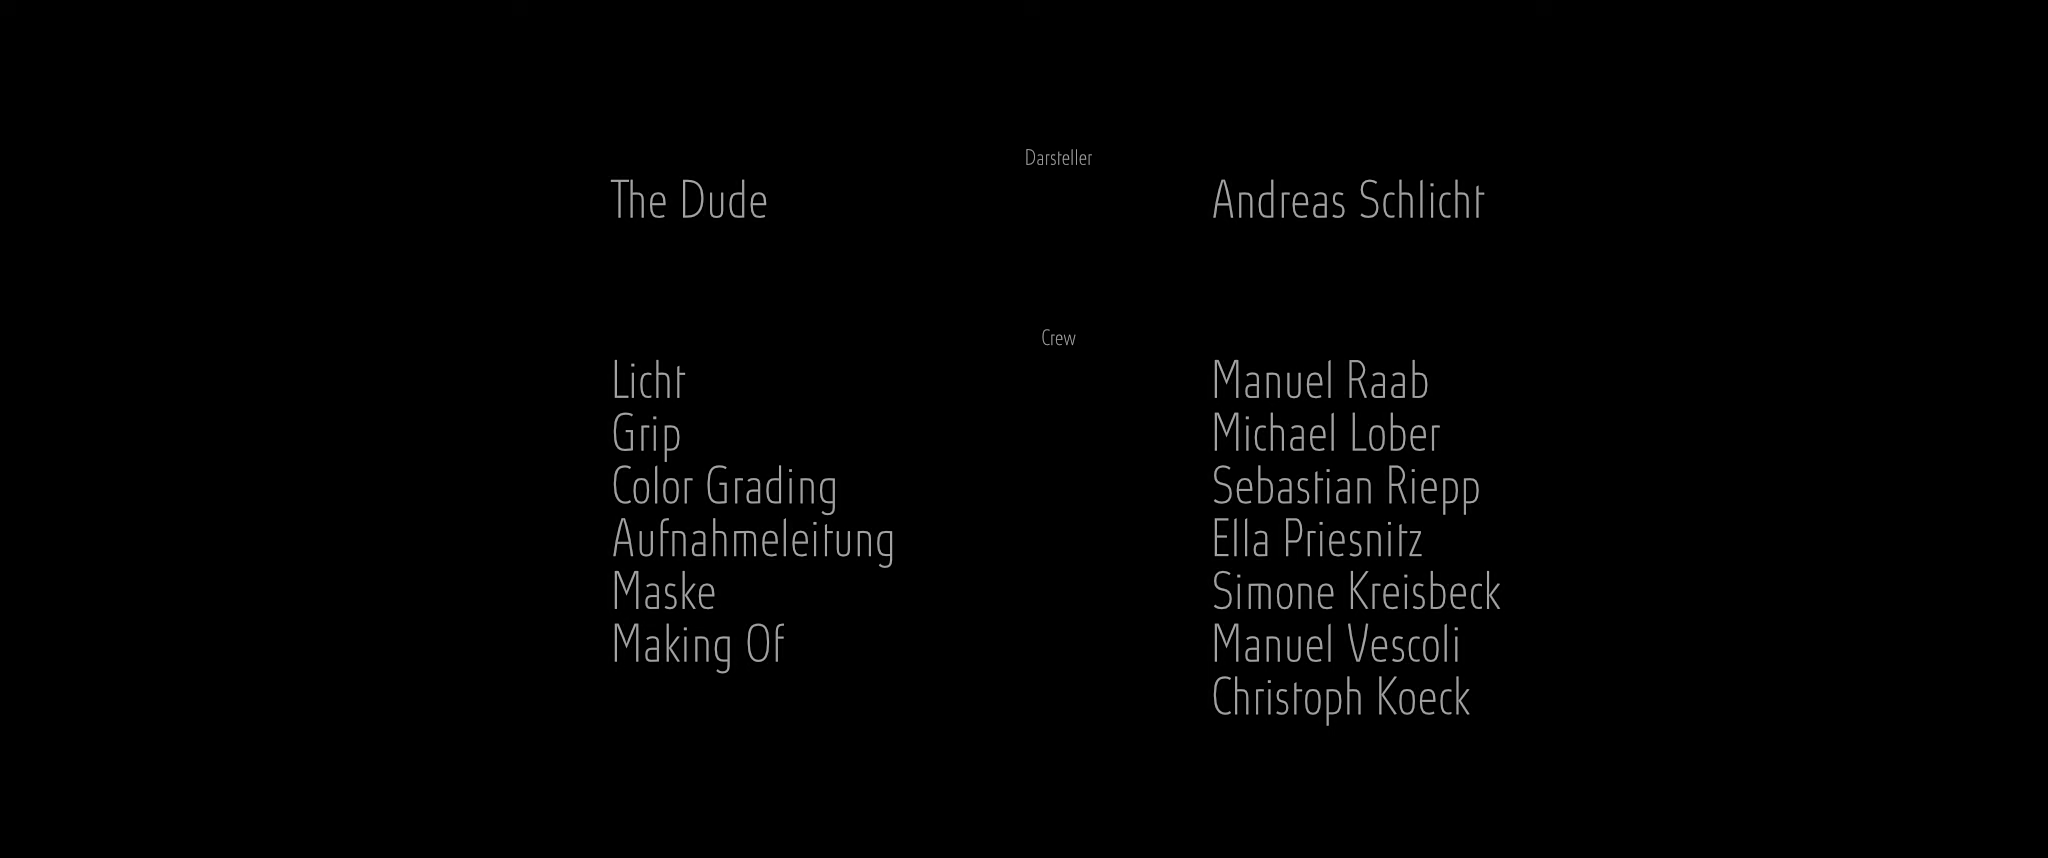 Darsteller
The Dude Andreas Schlicht
Crew
Licht Manuel Raab
Grip Michael Lober
Color Grading Sebastian Riepp
Aufnahmeleitung Ella Priesnitz
Maske Simone Kreisbeck
Making Of Manuel Vescoli
Christoph Koeck